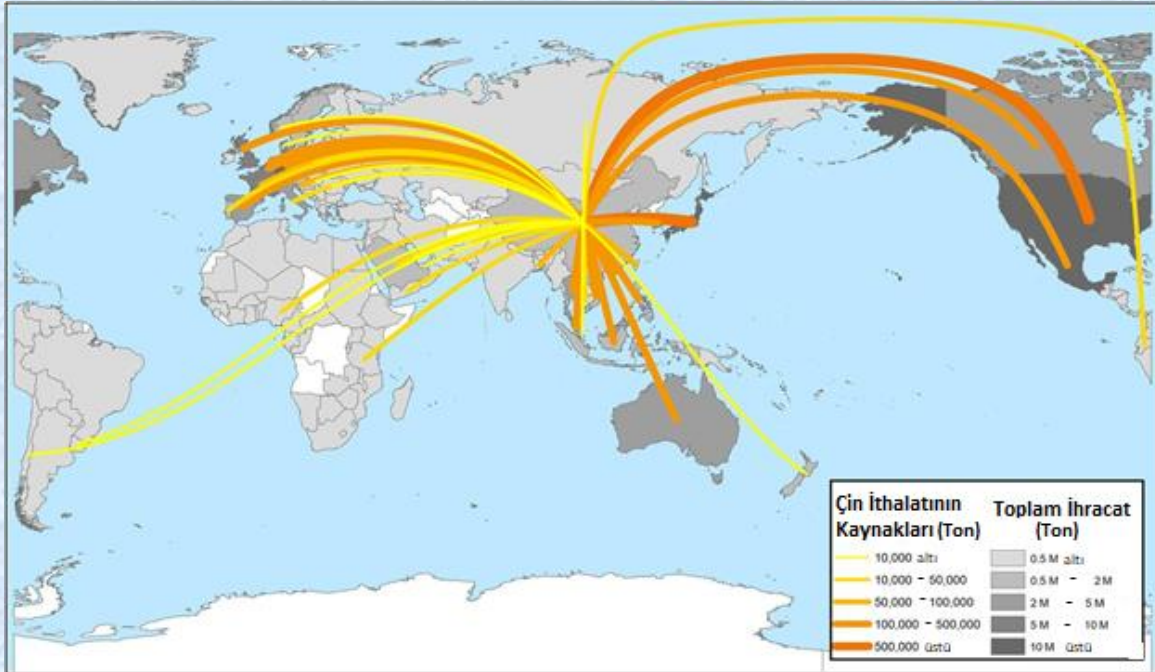 Çin İthalatının
Kaynakları (Ton)
10,000 altı
10,000 - 50,000
50,000 - 100,000
100,000 - 500,000
500,000 üstü
Toplam İhracat
(Ton)
0.5 M altı
0.5 M - 2 M
2 M - 5 M
5 M - 10 M
10 M üstü